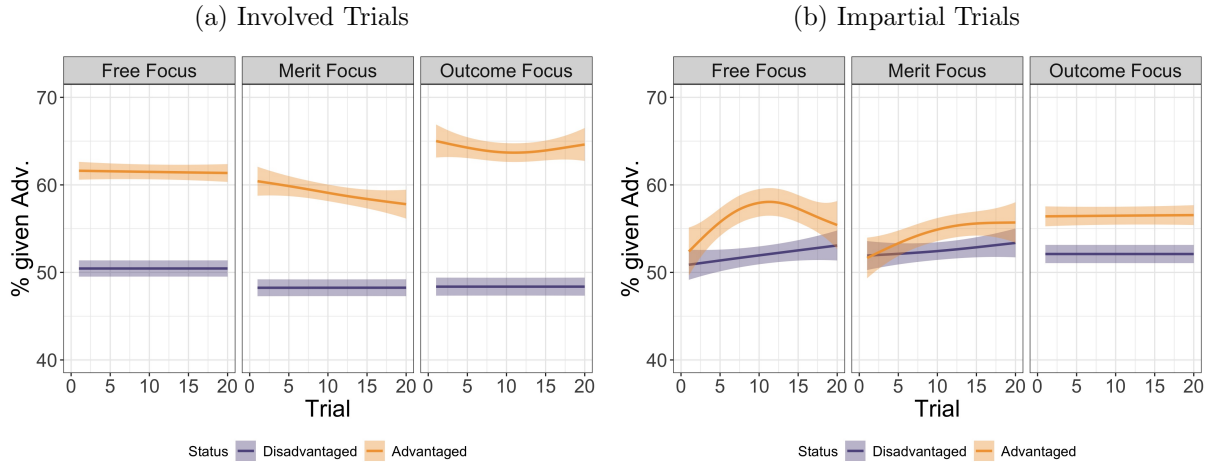 (a) Involved Trials
Free Focus Merit Focus Outcome Focus
% given Adv.
70
60
50
40
0 5 10 15 20 0 5 10 15 20 0 5 10 15 20
Trial
Status Disadvantaged Advantaged
(b) Impartial Trials
Free Focus Merit Focus Outcome Focus
% given Adv.
70
60
50
40
0 5 10 15 20 0 5 10 15 20 0 5 10 15 20
Trial
Status Disadvantaged Advantaged